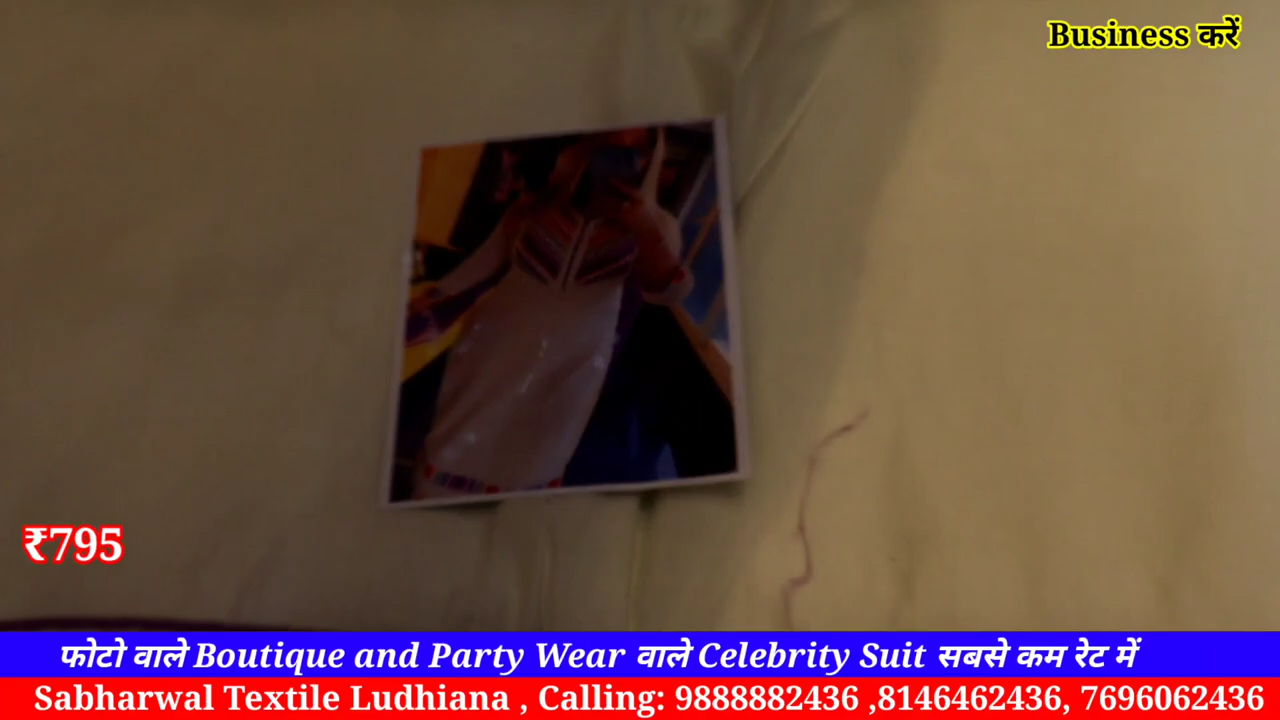 Business करें
₹795
फोटो वाले Boutique and Party Wear वाले Celebrity Suit सबसे कम रेट में
Sabharwal Textile Ludhiana , Calling: 9888882436 ,8146462436, 7696062436